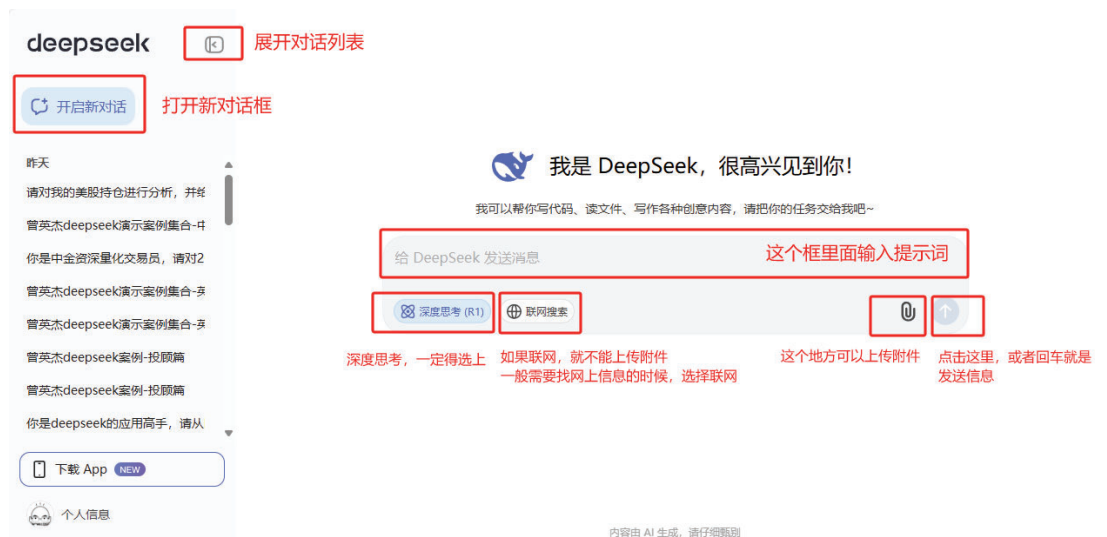 deepseek
展开对话列表
开启新对话
打开新对话框
昨天
请对我的美股持仓进行分析，并给
曾英杰deepseek演示案例集合-中
你是中金资深量化交易员，请对2
曾英杰deepseek演示案例集合-英
曾英杰deepseek演示案例集合-英
曾英杰deepseek案例-投顾篇
曾英杰deepseek案例-投顾篇
你是deepseek的应用高手，请从
下载 App NEW
个人信息
我是 DeepSeek，很高兴见到你！
我可以帮你写代码、读文件、写作各种创意内容，请把你的任务交给我吧~
给 DeepSeek 发送消息
这个框里面输入提示词
深度思考 (R1)
联网搜索
深度思考，一定得选上
如果联网，就不能上传附件
一般需要找网上信息的时候，选择联网
这个地方可以上传附件
点击这里，或者回车就是
发送信息
内容由 AI 生成，请仔细甄别